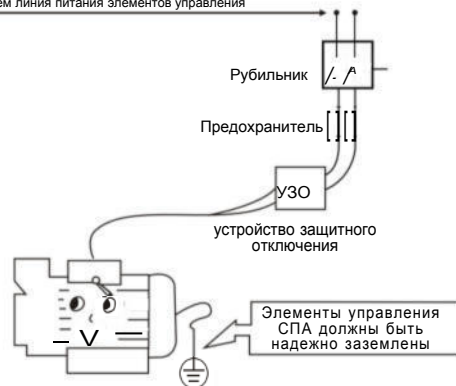 ем линия питания элементов управления
Рубильник
Предохранитель
УЗО
устройство защитного
отключения
Элементы управления
СПА должны быть
надежно заземлены